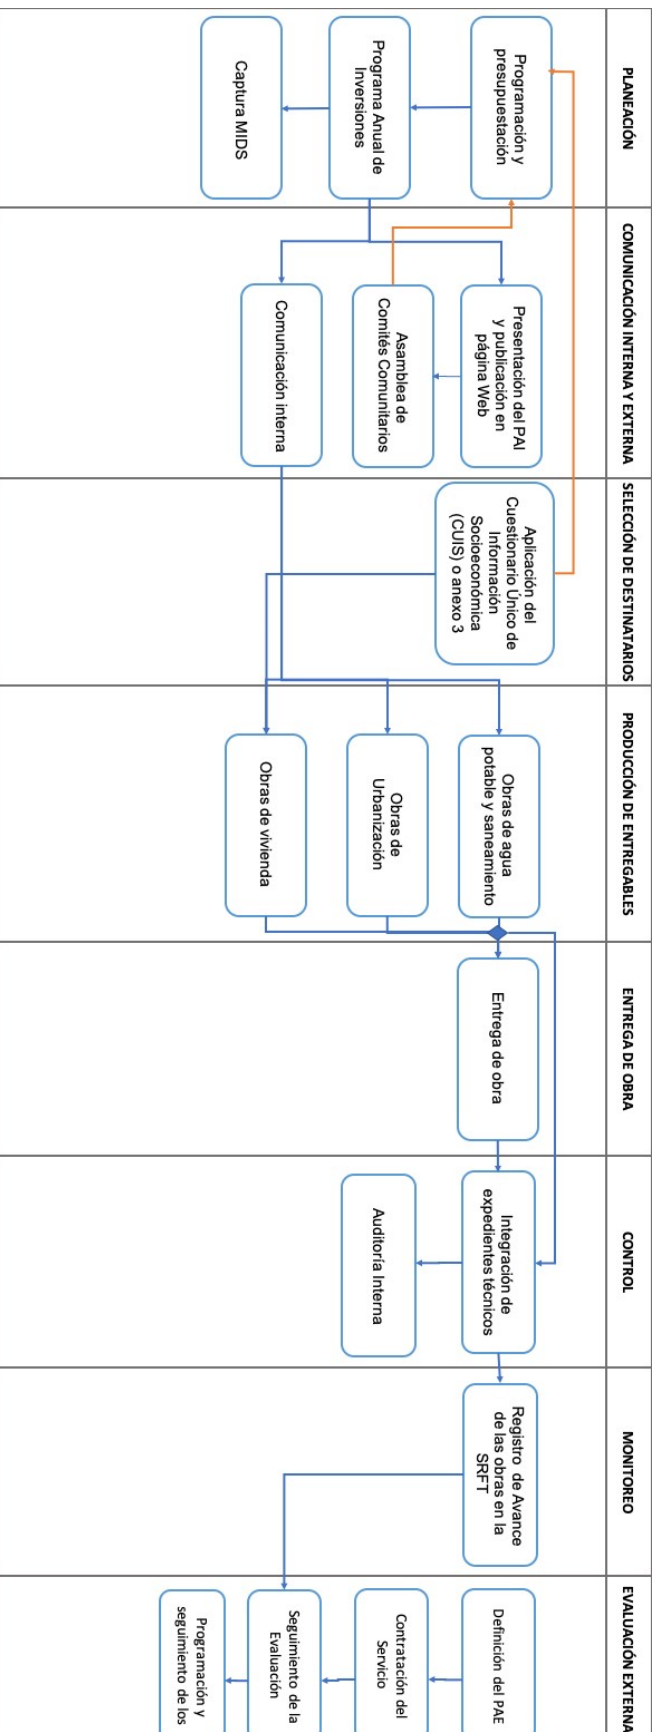 PLANEACIÓN
Programación y
presupuestación
Programa Anual de
Inversiones
Captura MIDS
COMUNICACIÓN INTERNA Y EXTERNA
Presentación del PAI
y publicación en
página Web
Asamblea de
Comités Comunitarios
Comunicación interna
SELECCIÓN DE DESTINATARIOS
Aplicación del
Cuestionario Único de
Información
Socioeconómica
(CUIS) o anexo 3
PRODUCCIÓN DE ENTREGABLES
Obras de agua
potable y saneamiento
Obras de
Urbanización
Obras de vivienda
ENTREGA DE OBRA
Entrega de obra
CONTROL
Integración de
expedientes técnicos
Auditoría Interna
MONITOREO
Registro de Avance
de las obras en la
SRFT
EVALUACIÓN EXTERNA
Definición del PAE
Contratación del
Servicio
Seguimiento de la
Evaluación
Programación y
seguimiento de los